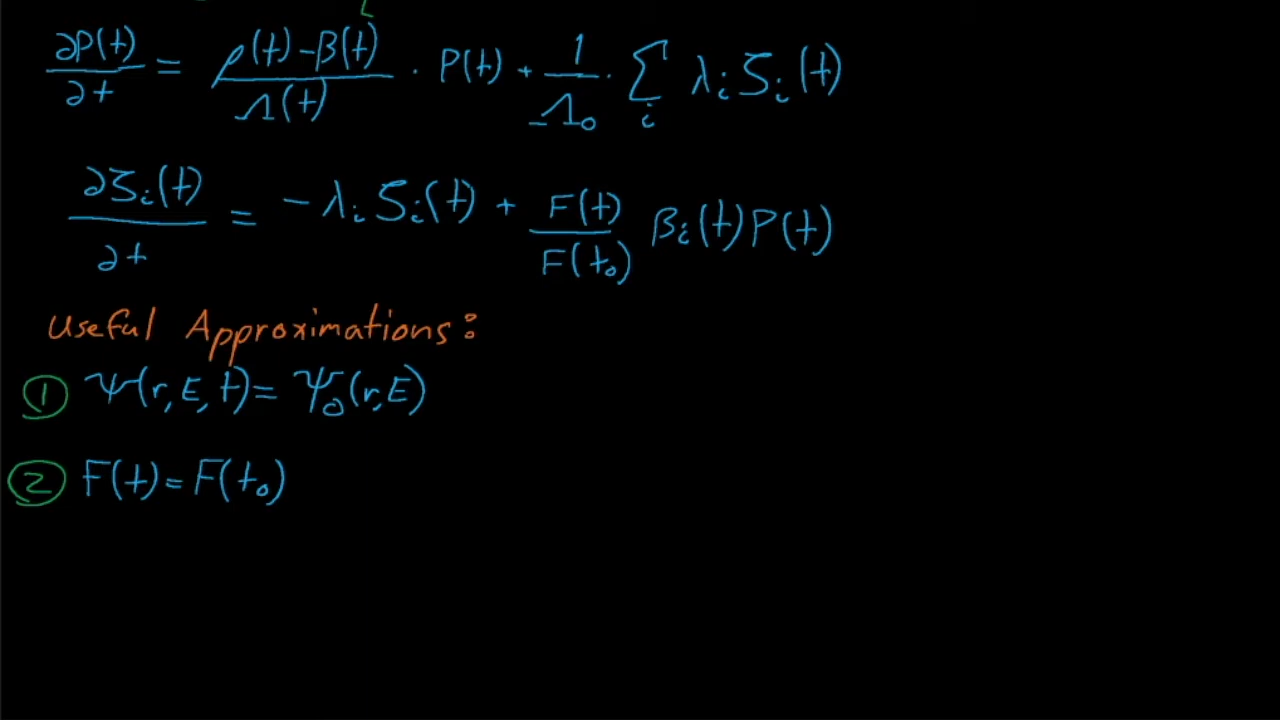 ∂P(t)/∂t = ρ(t)-β(t)/Λ(t) · P(t) + 1/Λ₀ · Σᵢ λᵢ ζᵢ(t)
∂ζᵢ(t)/∂t = -λᵢ ζᵢ(t) + F(t)/F(t₀) βᵢ(t)P(t)
Useful Approximations:
① Ψ(r, E, t) = Ψ₀(r, E)
② F(t) = F(t₀)